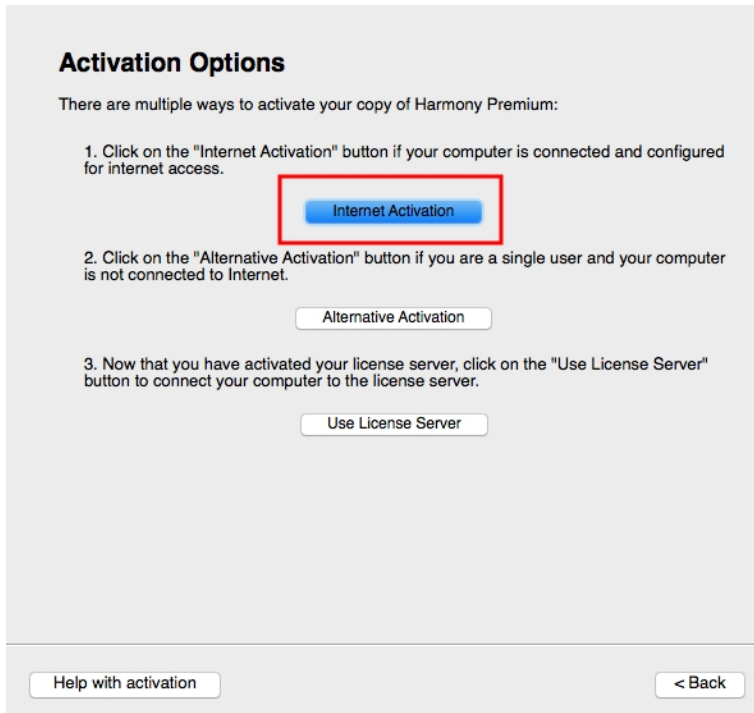 Activation Options
There are multiple ways to activate your copy of Harmony Premium:
1. Click on the "Internet Activation" button if your computer is connected and configured
for internet access.
Internet Activation
2. Click on the "Alternative Activation" button if you are a single user and your computer
is not connected to Internet.
Alternative Activation
3. Now that you have activated your license server, click on the "Use License Server"
button to connect your computer to the license server.
Use License Server
Help with activation
< Back